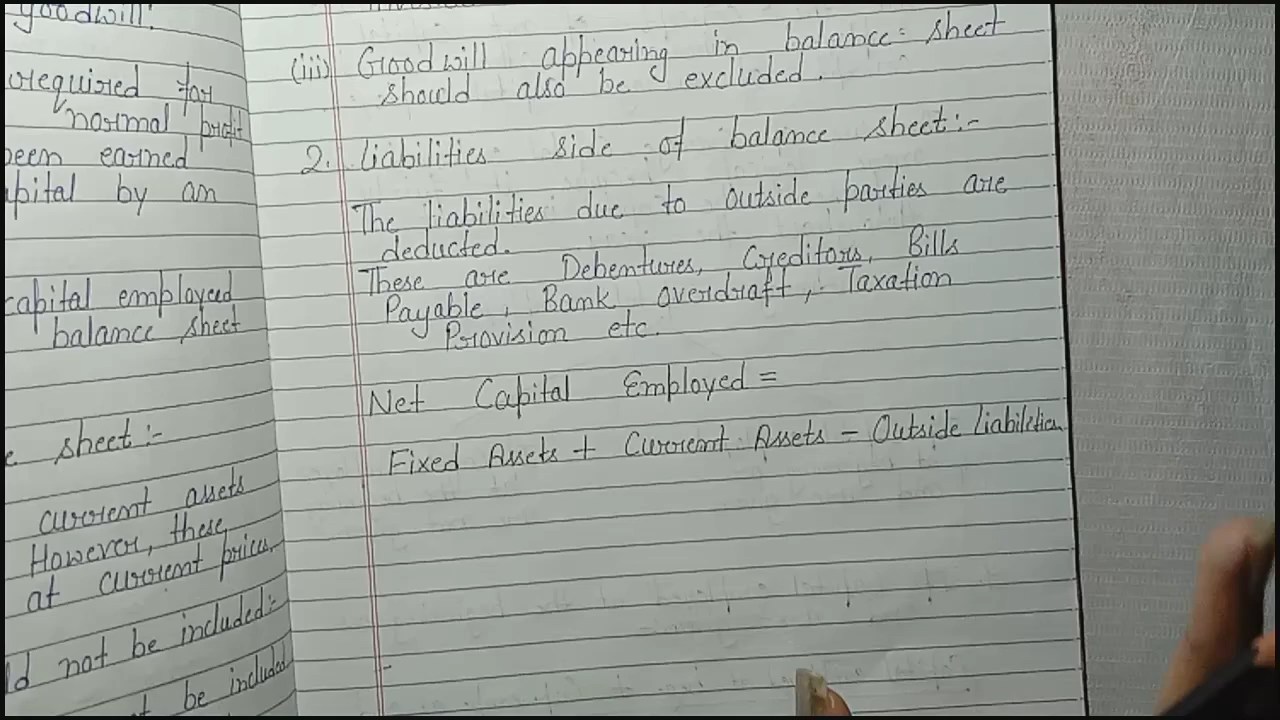 goodwill.
required for
normal profit
been earned
capital by an
capital employed
balance sheet
sheet :-
current assets
However, these
at current prices.
not be included:-
be included
(iii) Goodwill appearing in balance sheet
should also be excluded.
2. Liabilities side of balance sheet :-
The liabilities due to outside parties are
deducted.
These are Debentures, Creditors, Bills
Payable, Bank overdraft, Taxation
Provision etc.
Net Capital Employed =
Fixed Assets + Current Assets - Outside Liabilities